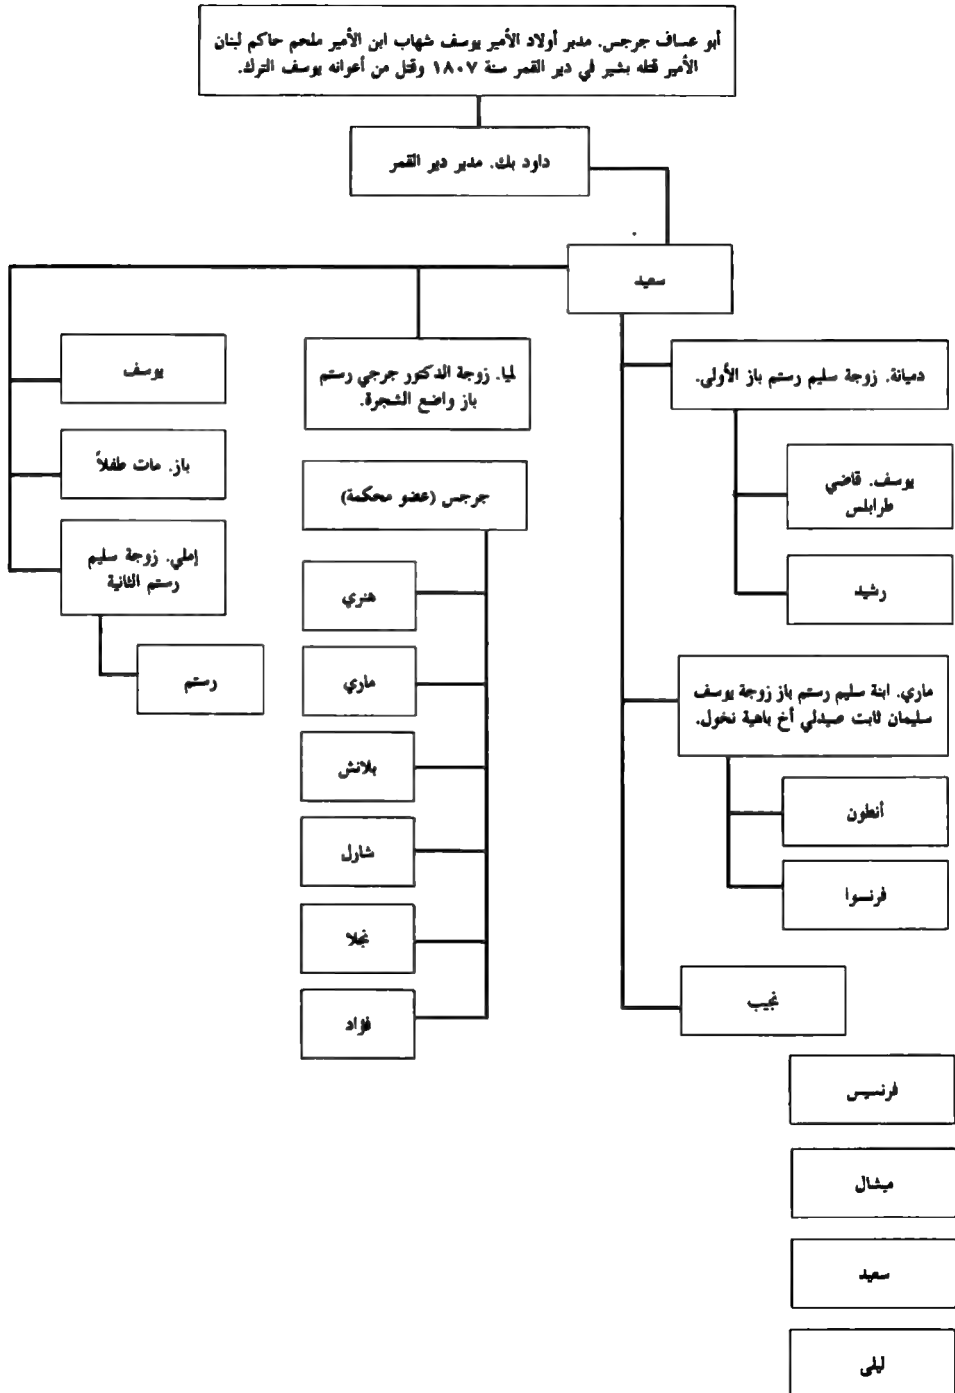 أبو عساف جرجس. مدبر أولاد الأمير يوسف شهاب ابن الأمير ملحم حاكم لبنان
الأمير قتله بشير في دير القمر سنة ١٨٠٧ وقتل من أعوانه يوسف الترك.
داود بك. مدبر دير القمر
سعيد
دميانة. زوجة سليم رستم باز الأولى.
يوسف. قاضي
طرابلس
رشيد
ماري. ابنة سليم رستم باز زوجة يوسف
سليمان ثابت صيدلي أخ باهية نخول.
أنطون
فرنسوا
نجيب
فرنسيس
ميشال
سعيد
ليلى
لميا. زوجة الدكتور جرجي رستم
باز واضع الشجرة.
جرجس (عضو محكمة)
هنري
ماري
بلانش
شارل
نجلا
فؤاد
يوسف
باز. مات طفلاً
إملي. زوجة سليم
رستم الثانية
رستم